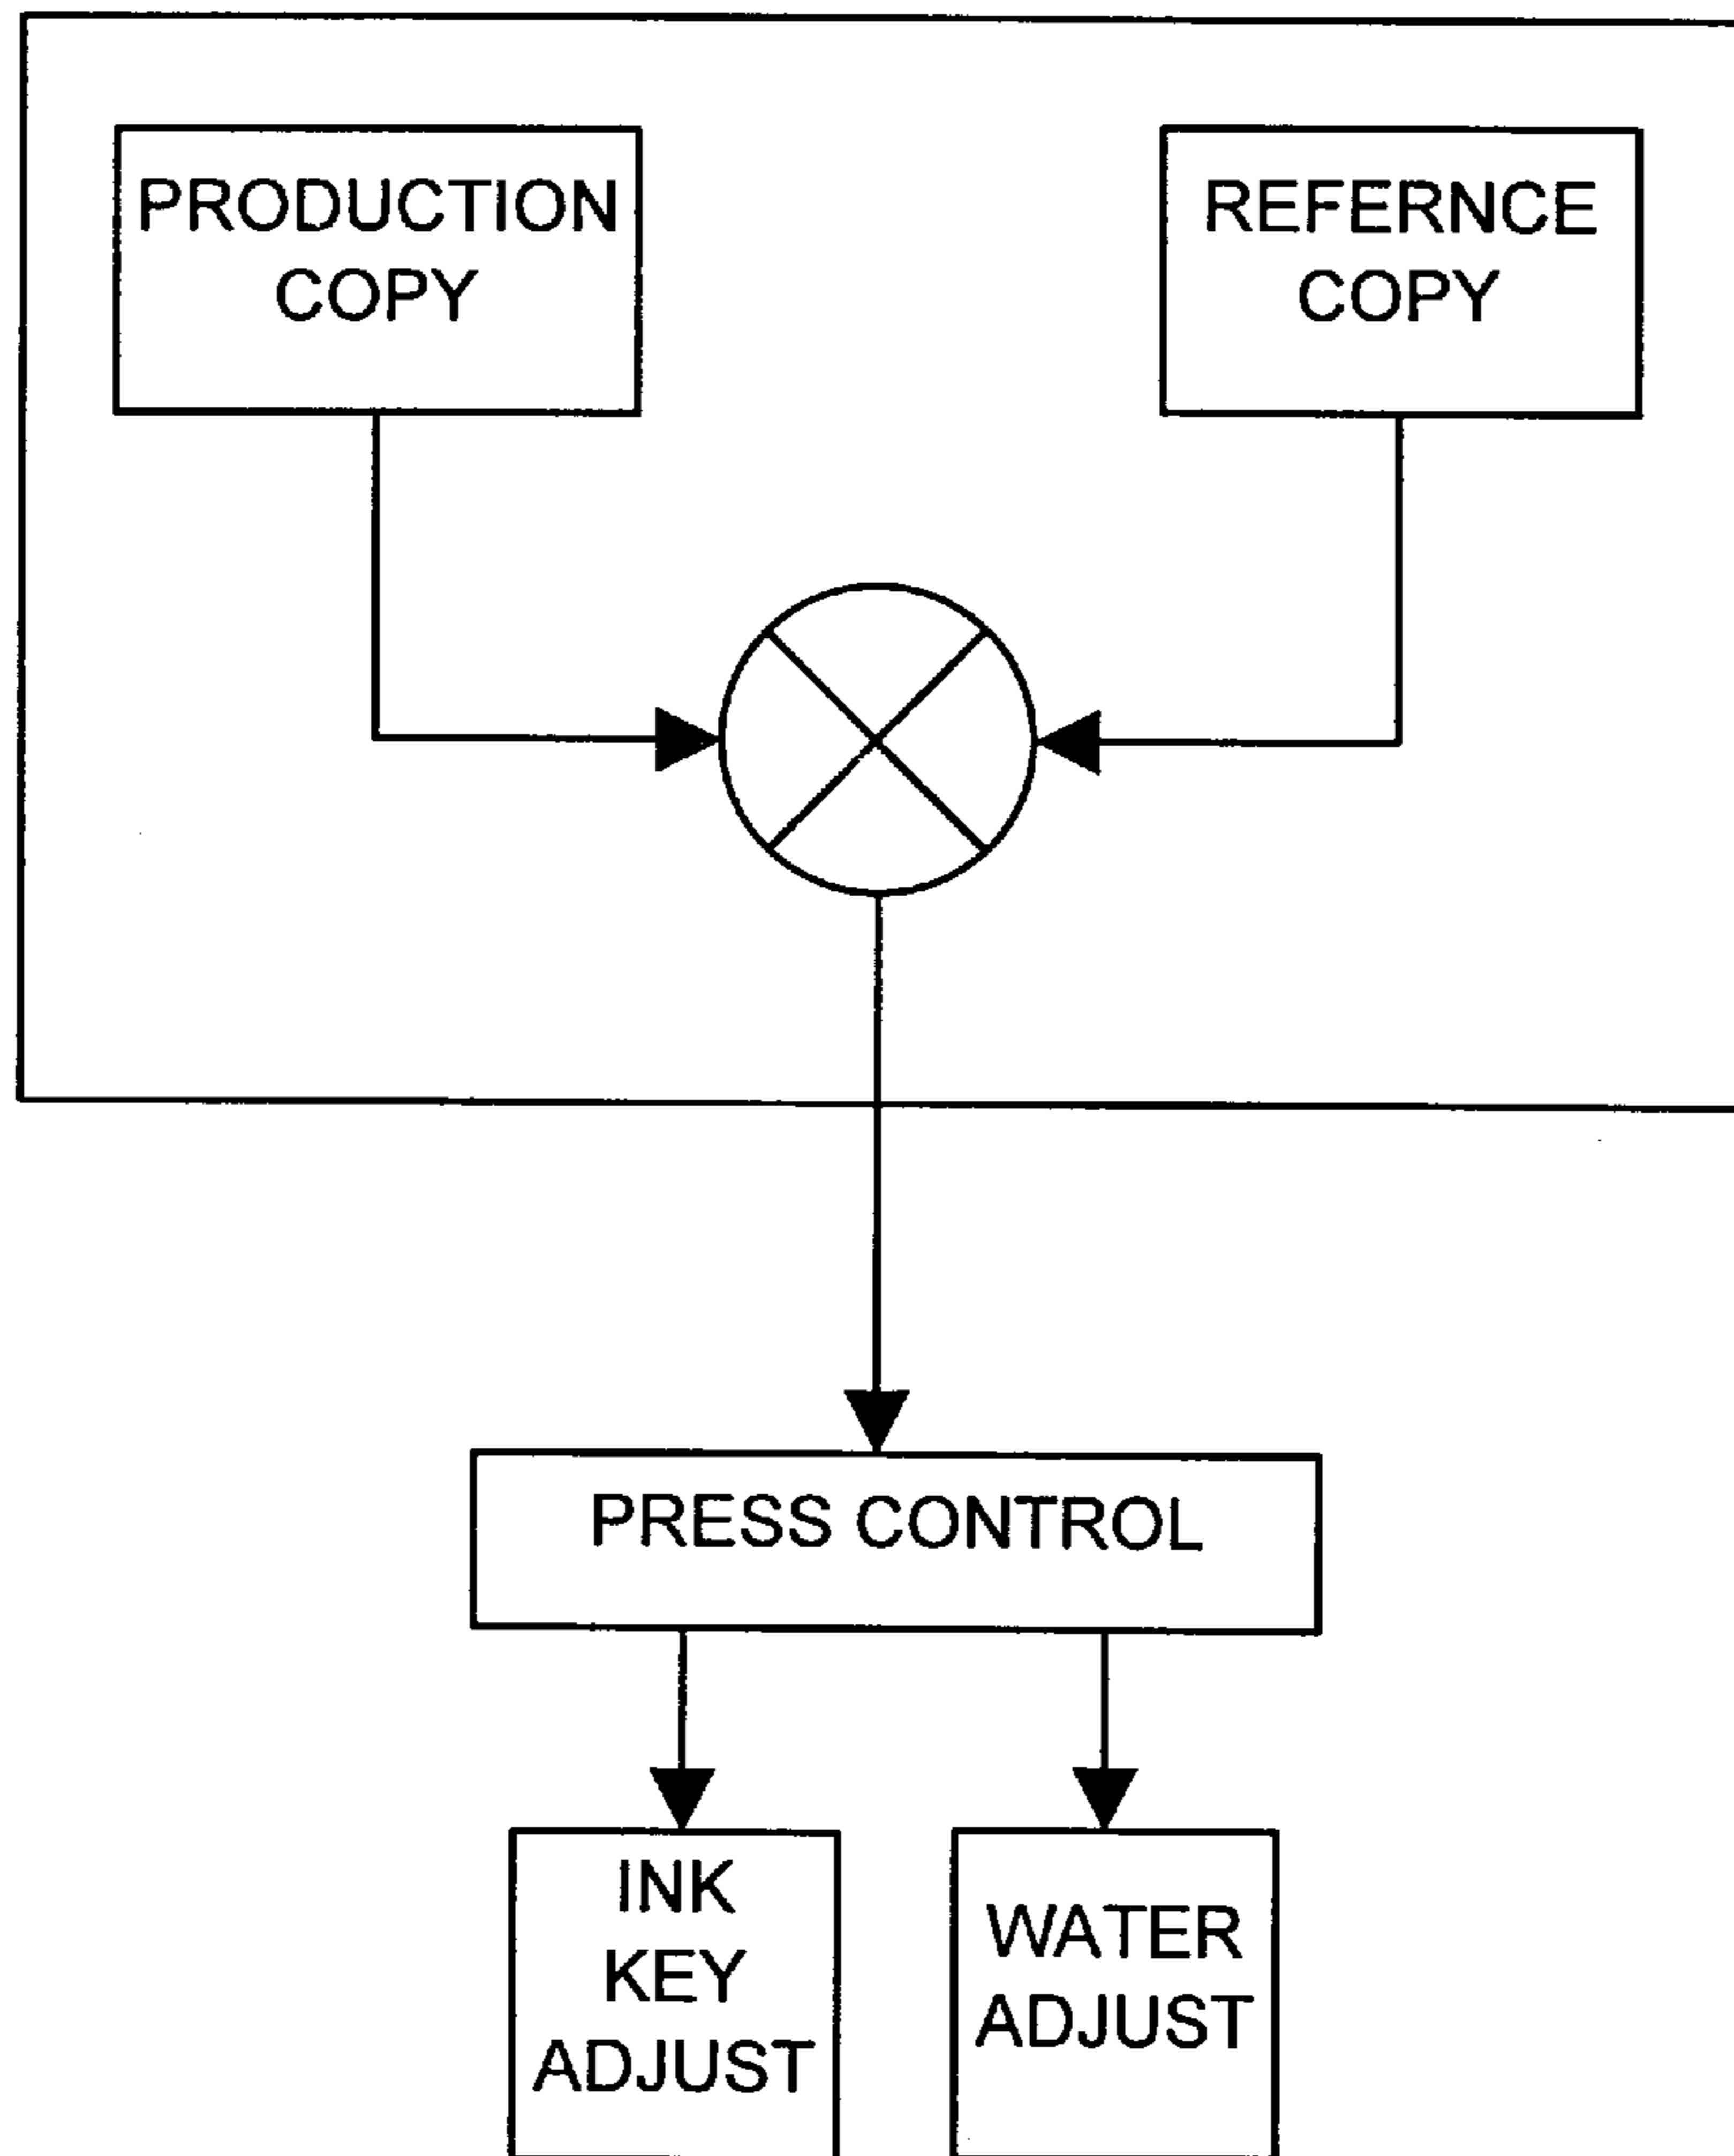 PRODUCTION
COPY
REFERNCE
COPY
PRESS CONTROL
INK
KEY
ADJUST
WATER
ADJUST